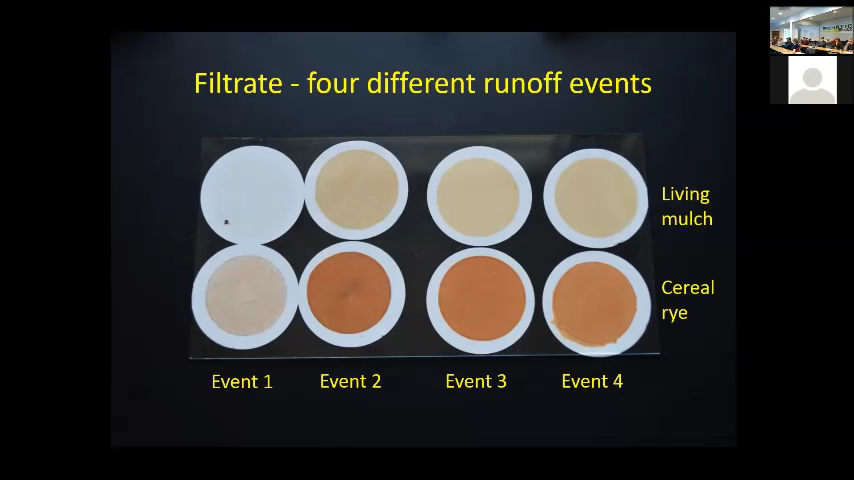 Filtrate - four different runoff events
Living
mulch
Cereal
rye
Event 1
Event 2
Event 3
Event 4